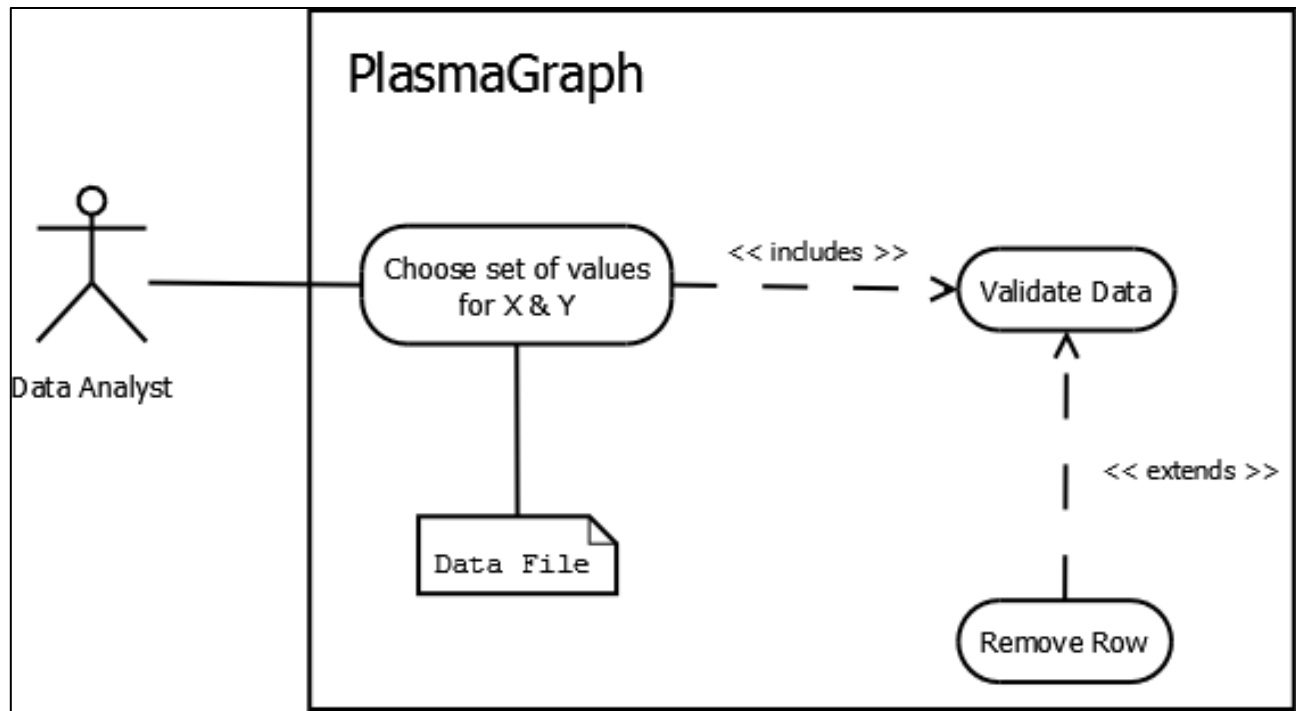 PlasmaGraph
Data Analyst
Choose set of values
for X & Y
<< includes >>
Validate Data
<< extends >>
Data File
Remove Row